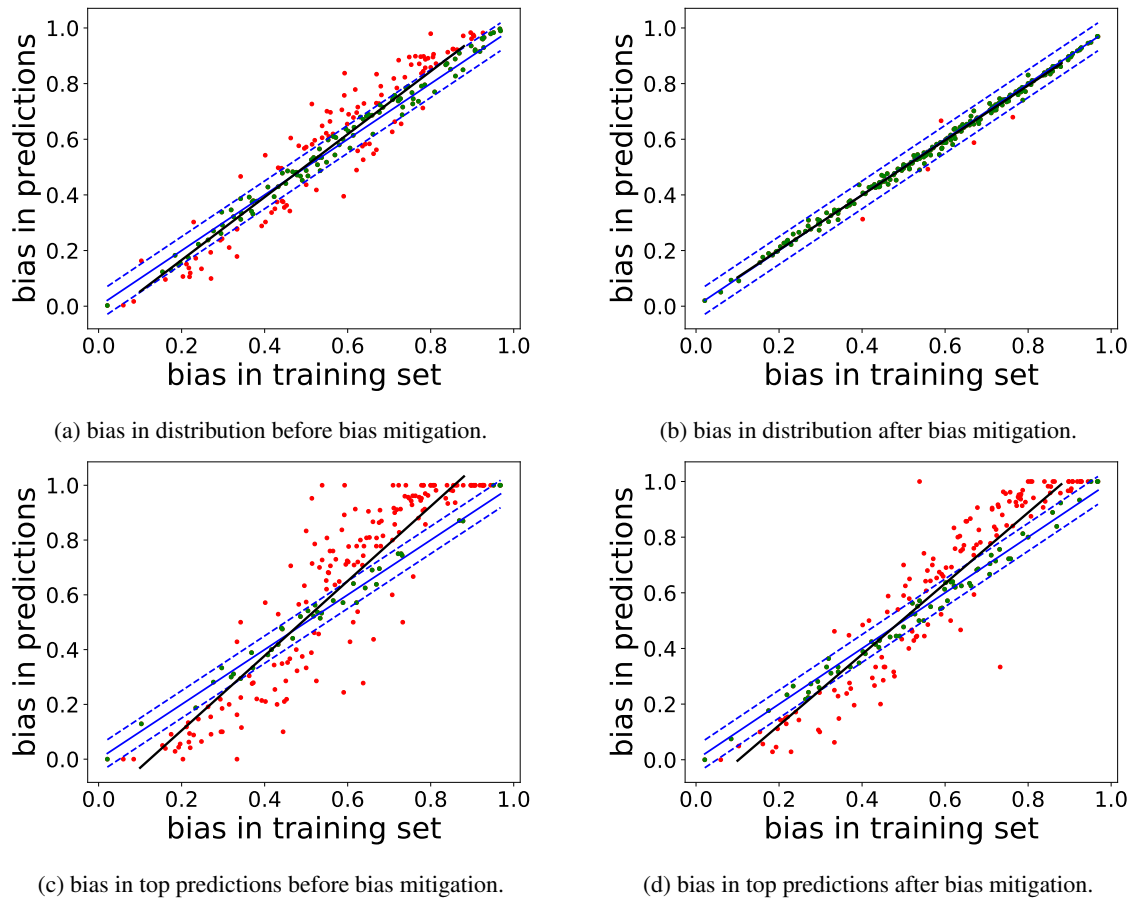 bias in predictions
1.0
0.8
0.6
0.4
0.2
0.0
0.0 0.2 0.4 0.6 0.8 1.0
bias in training set
(a) bias in distribution before bias mitigation.
bias in predictions
1.0
0.8
0.6
0.4
0.2
0.0
0.0 0.2 0.4 0.6 0.8 1.0
bias in training set
(b) bias in distribution after bias mitigation.
bias in predictions
1.0
0.8
0.6
0.4
0.2
0.0
0.0 0.2 0.4 0.6 0.8 1.0
bias in training set
(c) bias in top predictions before bias mitigation.
bias in predictions
1.0
0.8
0.6
0.4
0.2
0.0
0.0 0.2 0.4 0.6 0.8 1.0
bias in training set
(d) bias in top predictions after bias mitigation.